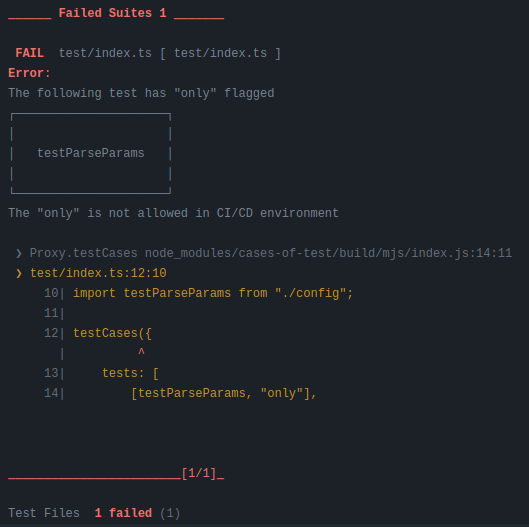 Failed Suites 1
FAIL test/index.ts [ test/index.ts ]
Error:
The following test has "only" flagged
testParseParams
The "only" is not allowed in CI/CD environment
❯ Proxy.testCases node_modules/cases-of-test/build/mjs/index.js:14:11
❯ test/index.ts:12:10
10| import testParseParams from "./config";
11|
12| testCases({
| ^
13| tests: [
14| [testParseParams, "only"],
[1/1]
Test Files 1 failed (1)